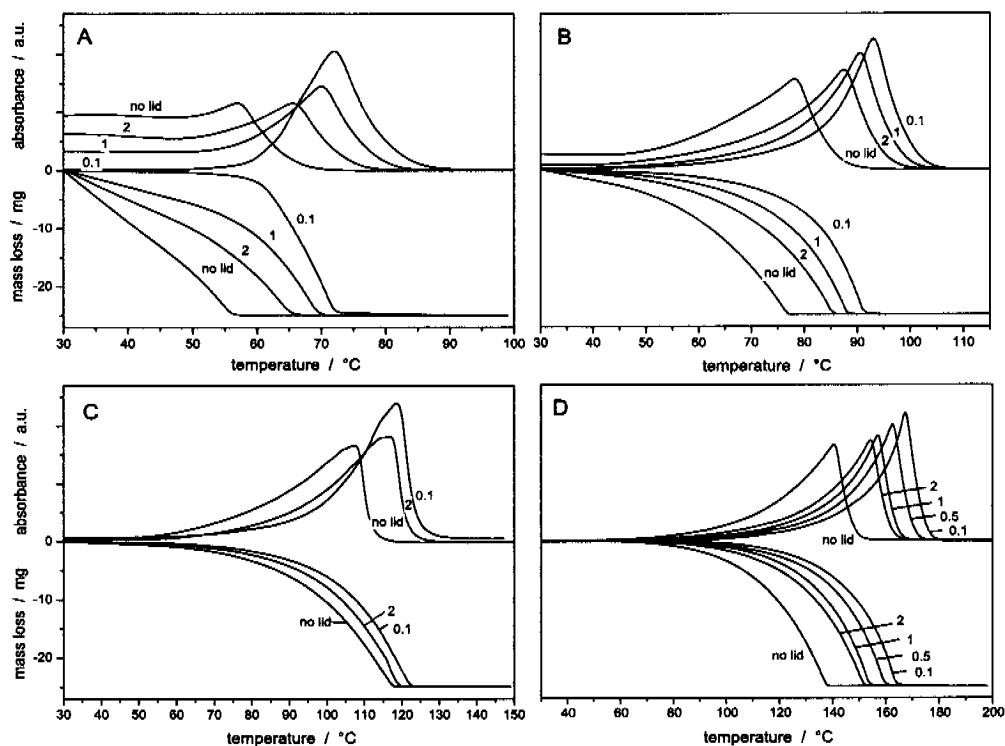 A
absorbance / a.u.
no lid
2
1
0.1
0
mass loss / mg
-10
-20
0.1
1
2
no lid
30 40 50 60 70 80 90 100
temperature / °C
B
0.1
1
2
no lid
0.1
1
2
no lid
40 50 60 70 80 90 100 110
temperature / °C
C
absorbance / a.u.
0.1
2
no lid
0
mass loss / mg
-10
-20
2
0.1
no lid
30 40 50 60 70 80 90 100 110 120 130 140 150
temperature / °C
D
2
1
0.5
0.1
no lid
2
1
0.5
0.1
no lid
40 60 80 100 120 140 160 180 200
temperature / °C